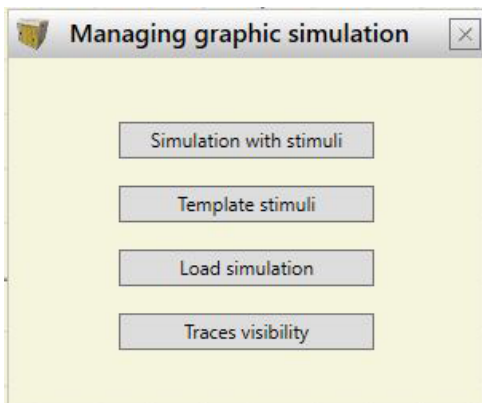 Managing graphic simulation
Simulation with stimuli
Template stimuli
Load simulation
Traces visibility